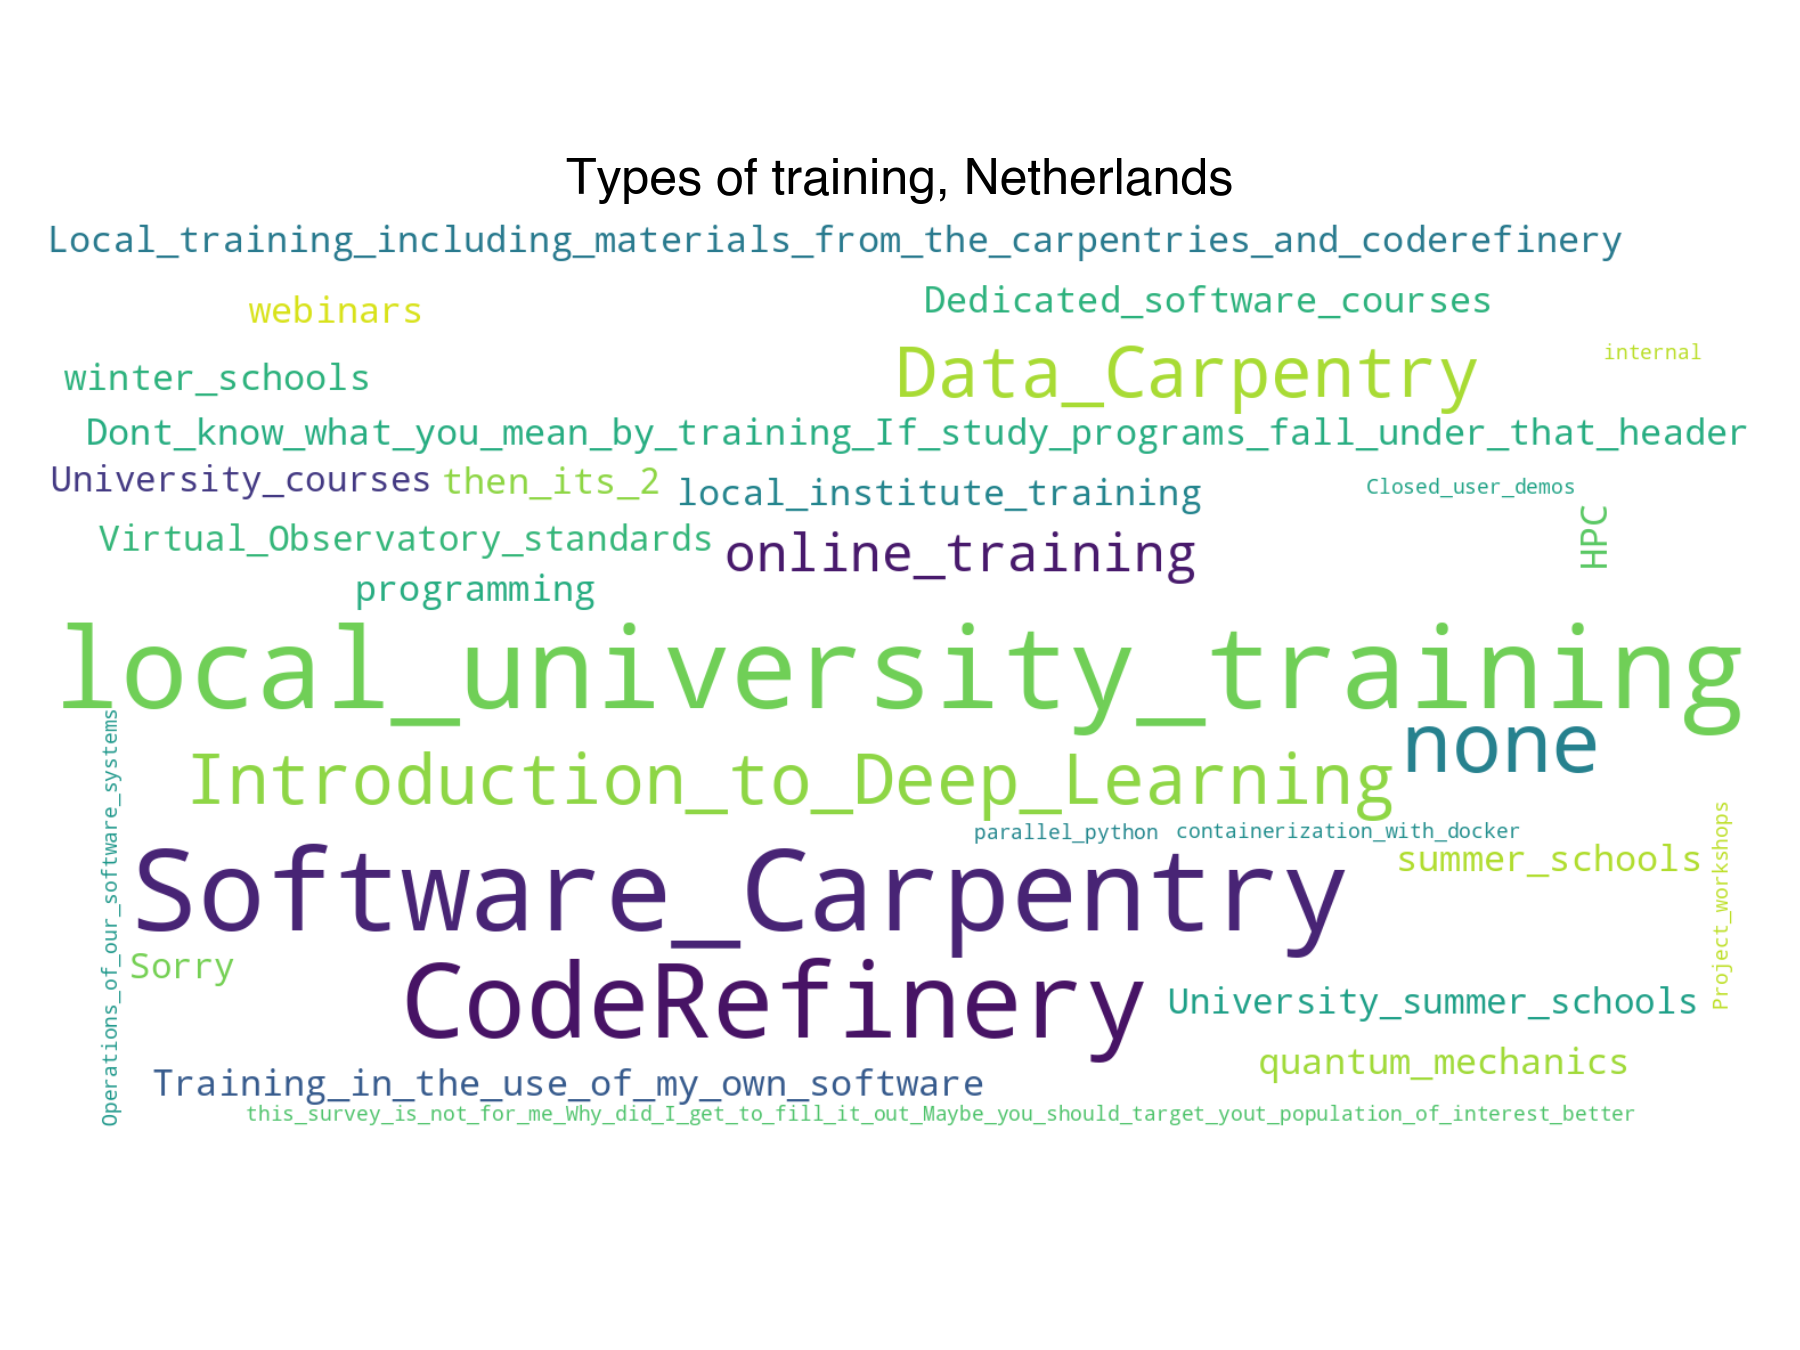 Types of training, Netherlands
Local_training_including_materials_from_the_carpentries_and_coderefinery
webinars
Dedicated_software_courses
winter_schools
Data_Carpentry
internal
Dont_know_what_you_mean_by_training_If_study_programs_fall_under_that_header
University_courses
then_its_2
local_institute_training
Closed_user_demos
Virtual_Observatory_standards
online_training
HPC
programming
local_university_training
none
Introduction_to_Deep_Learning
parallel_python
containerization_with_docker
Software_Carpentry
summer_schools
Project_workshops
Operations_of_our_software_systems
Sorry
CodeRefinery
University_summer_schools
quantum_mechanics
Training_in_the_use_of_my_own_software
this_survey_is_not_for_me_Why_did_I_get_to_fill_it_out_Maybe_you_should_target_yout_population_of_interest_better